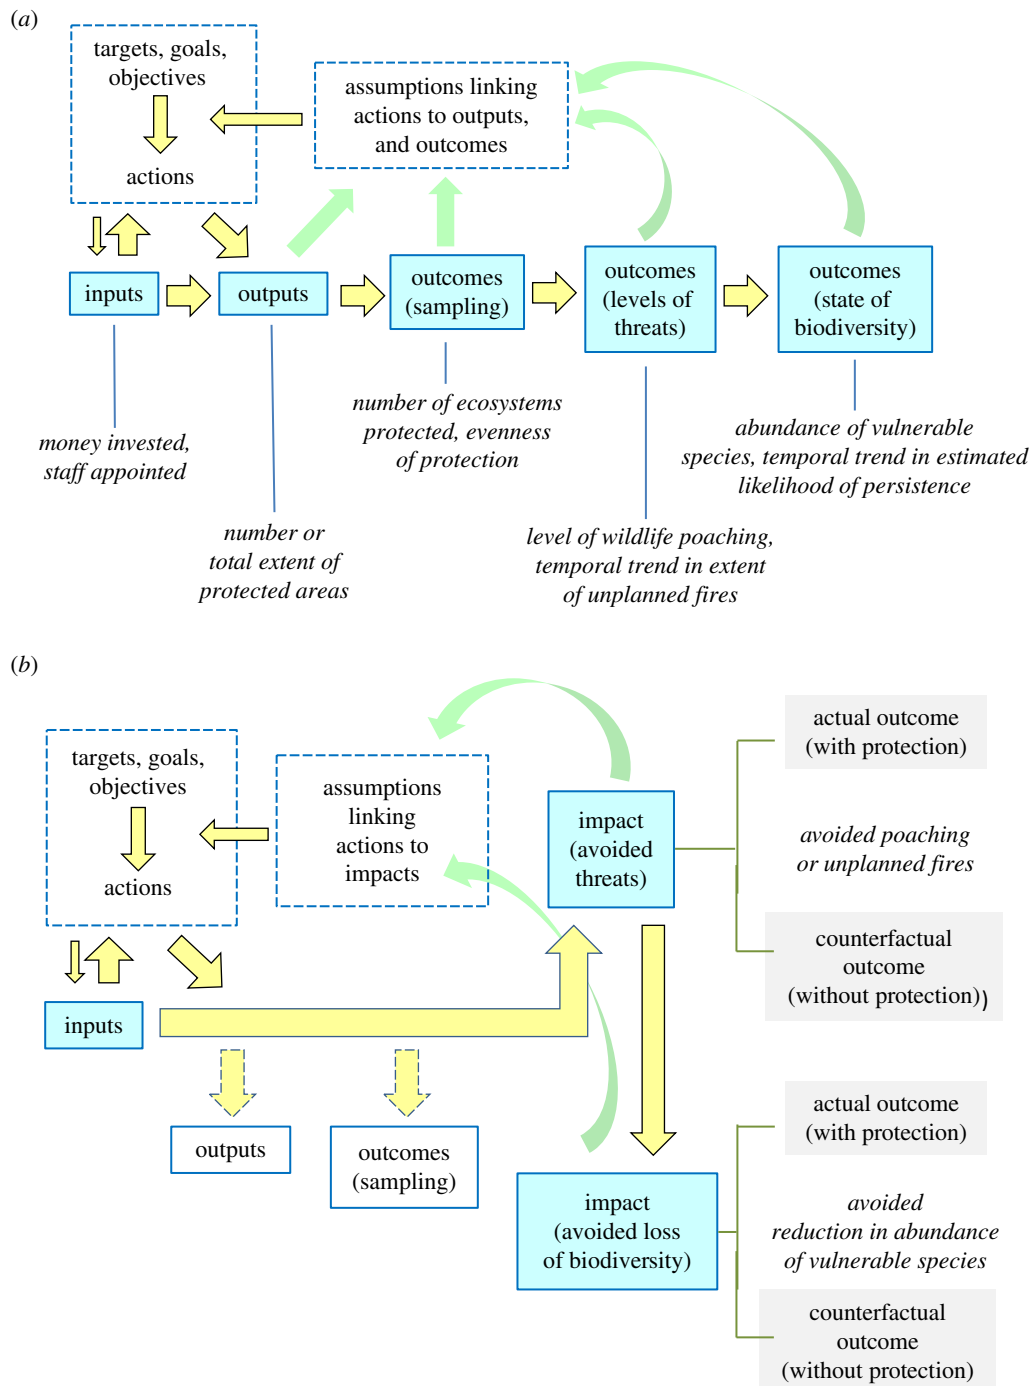 (a)
targets, goals,
objectives
actions
assumptions linking
actions to outputs,
and outcomes
inputs
outputs
outcomes
(sampling)
outcomes
(levels of
threats)
outcomes
(state of
biodiversity)
money invested,
staff appointed
number or
total extent of
protected areas
number of ecosystems
protected, evenness
of protection
level of wildlife poaching,
temporal trend in extent
of unplanned fires
abundance of vulnerable
species, temporal trend in estimated
likelihood of persistence
(b)
targets, goals,
objectives
actions
assumptions
linking
actions to
impacts
impact
(avoided
threats)
actual outcome
(with protection)
avoided poaching
or unplanned fires
counterfactual
outcome
(without protection))
inputs
outputs
outcomes
(sampling)
impact
(avoided loss
of biodiversity)
actual outcome
(with protection)
avoided
reduction in abundance
of vulnerable species
counterfactual
outcome
(without protection)